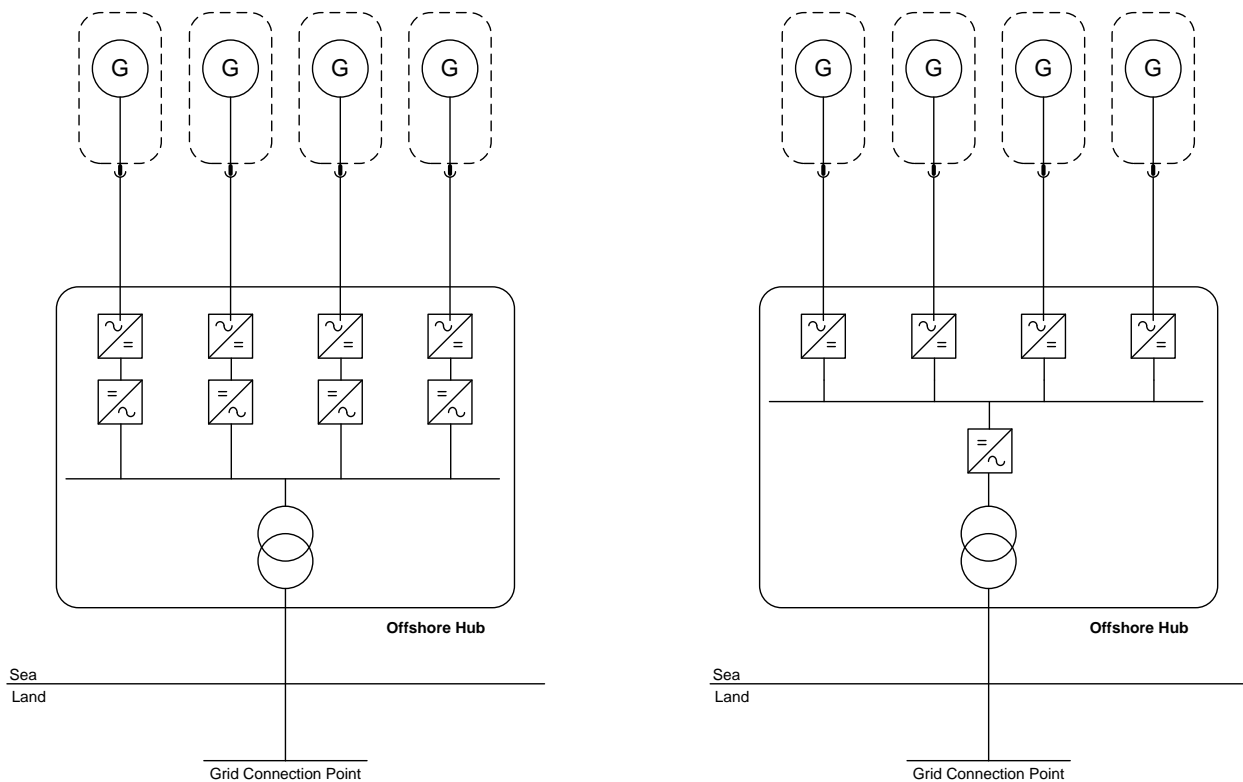 G G G G
G G G G
Offshore Hub
Offshore Hub
Sea
Land
Sea
Land
Grid Connection Point
Grid Connection Point